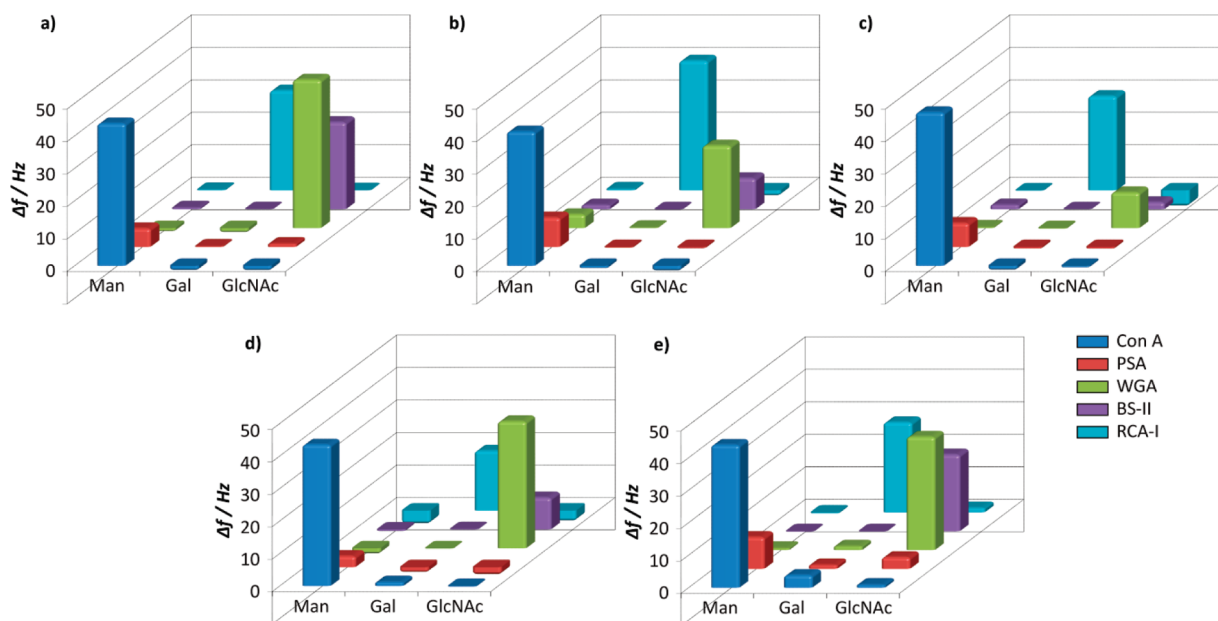 a)
50
40
30
20
10
0
Δf / Hz
Man Gal GlcNAc
b)
50
40
30
20
10
0
Δf / Hz
Man Gal GlcNAc
c)
50
40
30
20
10
0
Δf / Hz
Man Gal GlcNAc
d)
50
40
30
20
10
0
Δf / Hz
Man Gal GlcNAc
e)
50
40
30
20
10
0
Δf / Hz
Man Gal GlcNAc
Con A
PSA
WGA
BS-II
RCA-I